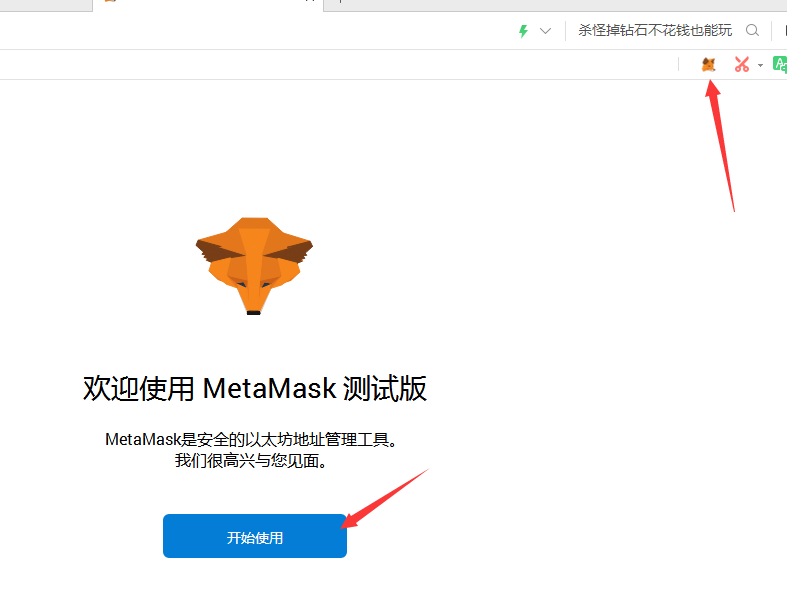 杀怪掉钻石不花钱也能玩
欢迎使用 MetaMask 测试版
MetaMask是安全的以太坊地址管理工具。
我们很高兴与您见面。
开始使用